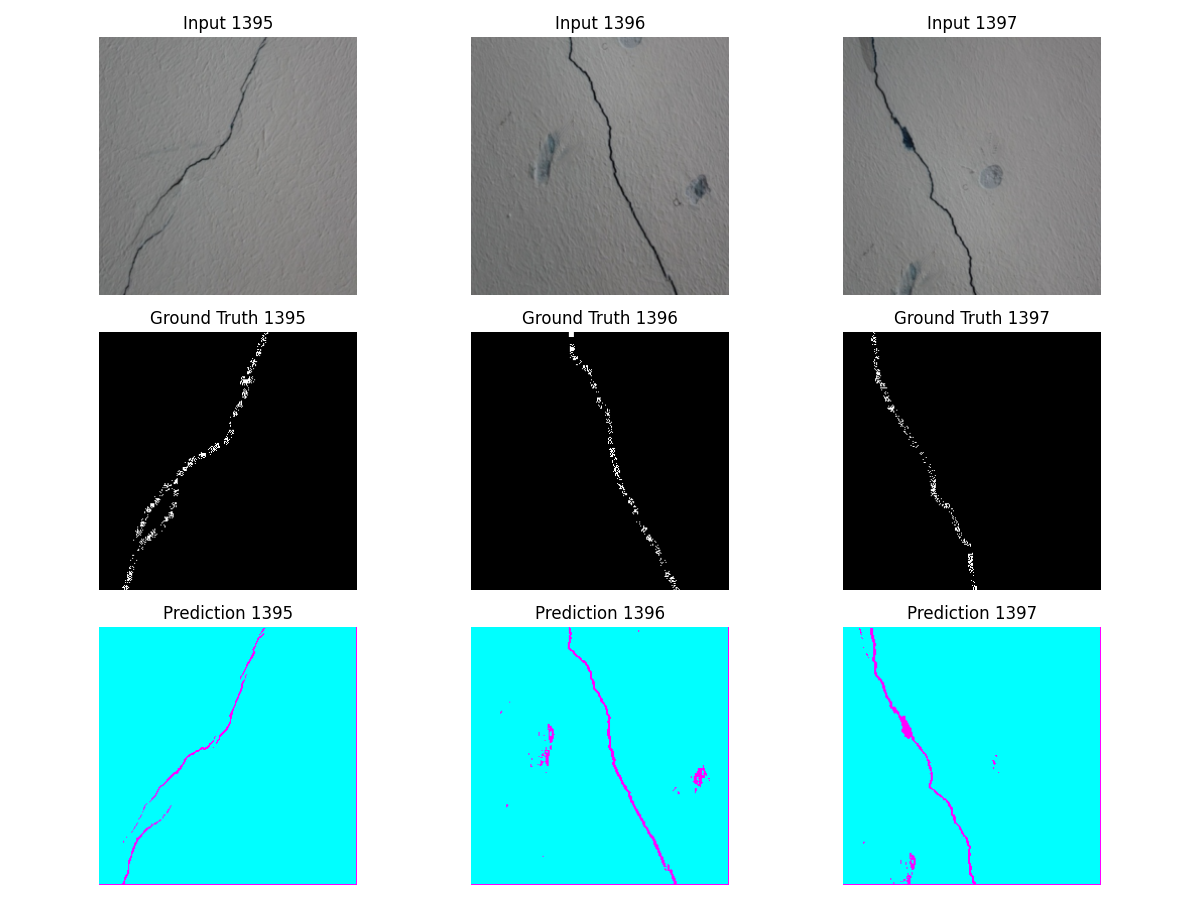 Input 1395
Input 1396
Input 1397
Ground Truth 1395
Ground Truth 1396
Ground Truth 1397
Prediction 1395
Prediction 1396
Prediction 1397